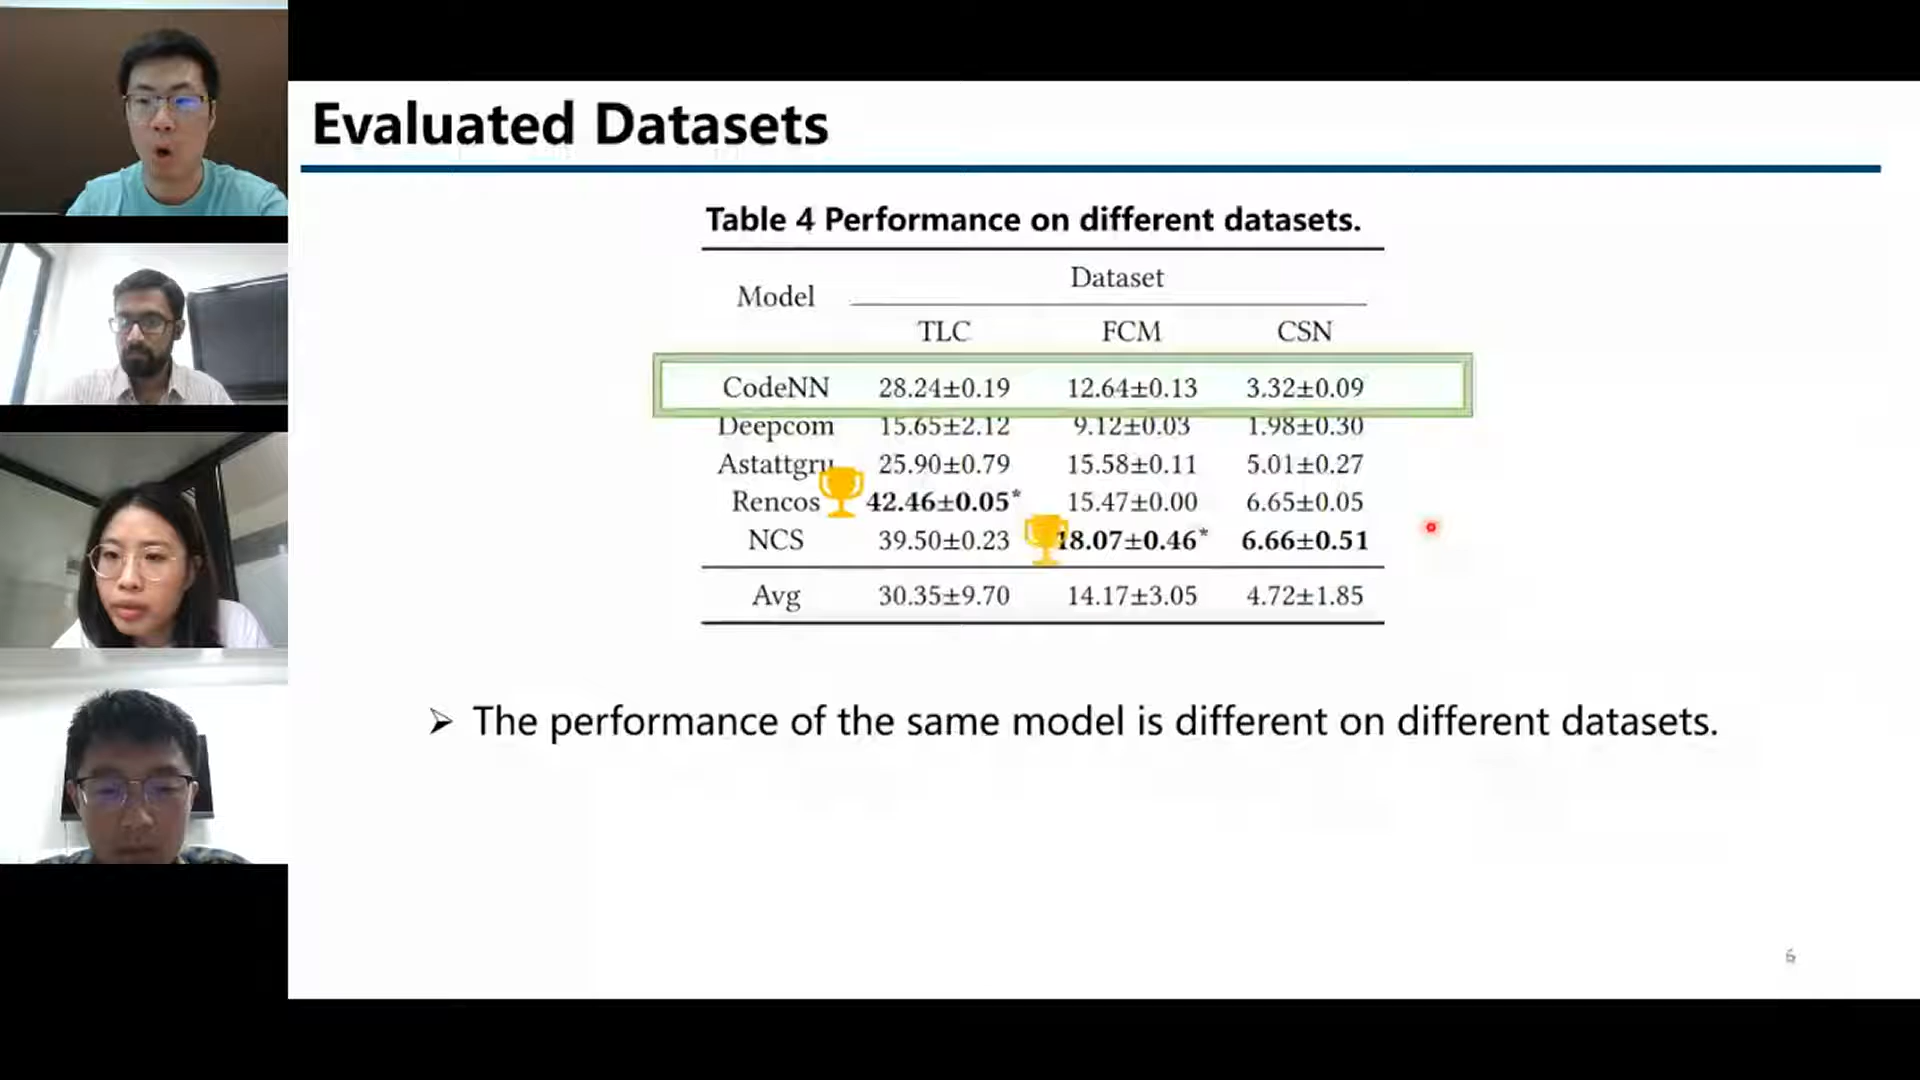 Evaluated Datasets
Table 4 Performance on different datasets.
Model Dataset
TLC FCM CSN
CodeNN 28.24±0.19 12.64±0.13 3.32±0.09
Deepcom 15.65±2.12 9.12±0.03 1.98±0.30
Astattgru 25.90±0.79 15.58±0.11 5.01±0.27
Rencos 42.46±0.05* 15.47±0.00 6.65±0.05
NCS 39.50±0.23 18.07±0.46* 6.66±0.51
Avg 30.35±9.70 14.17±3.05 4.72±1.85
➢ The performance of the same model is different on different datasets.
6